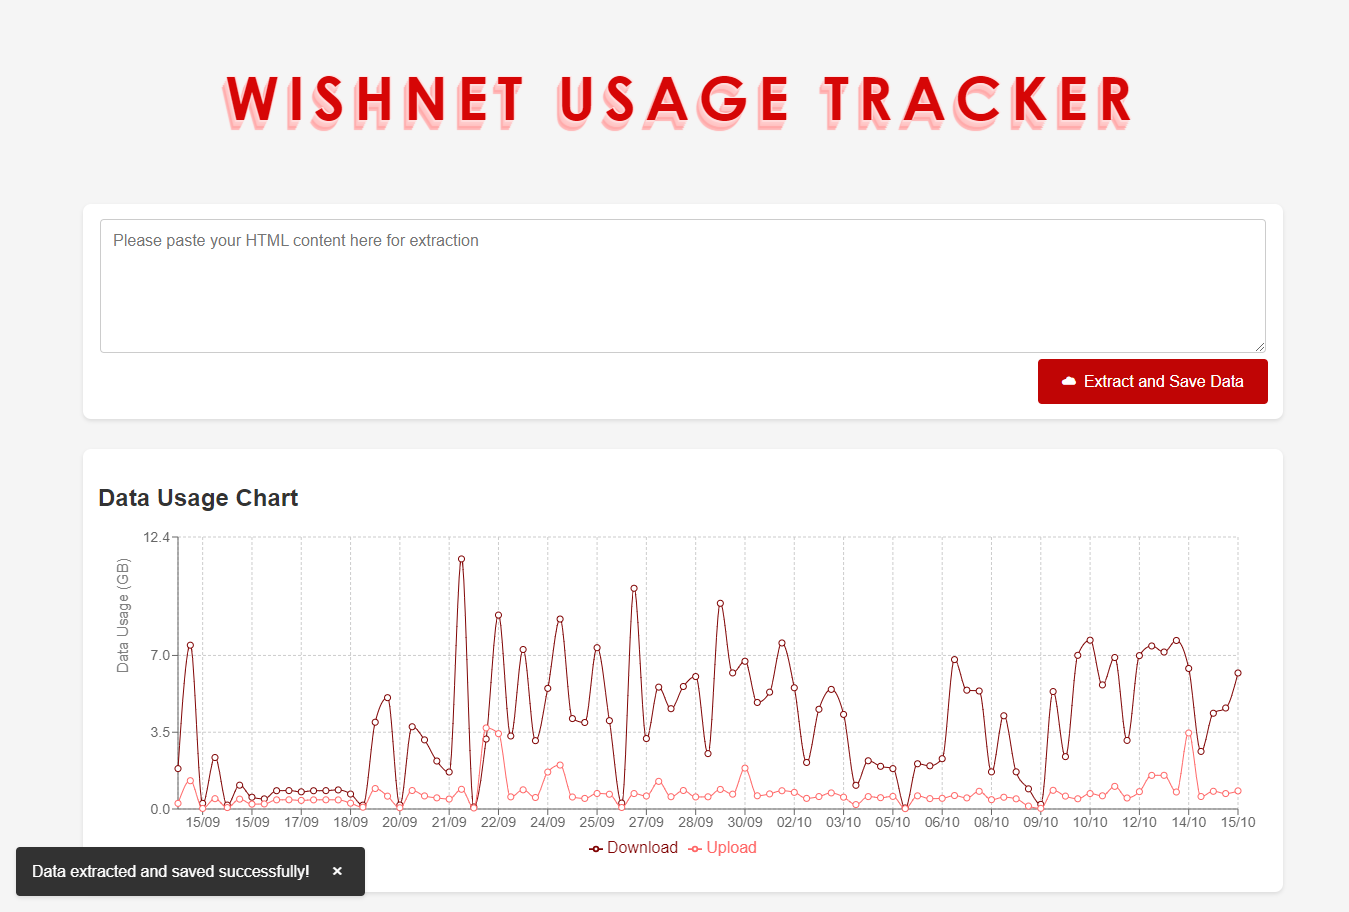 WISHNET USAGE TRACKER
Please paste your HTML content here for extraction
Extract and Save Data
Data Usage Chart
12.4
7.0
3.5
0.0
Data Usage (GB)
15/09 15/09 17/09 18/09 20/09 21/09 22/09 24/09 25/09 27/09 28/09 30/09 02/10 03/10 05/10 06/10 08/10 09/10 10/10 12/10 14/10 15/10
Download Upload
Data extracted and saved successfully! ×